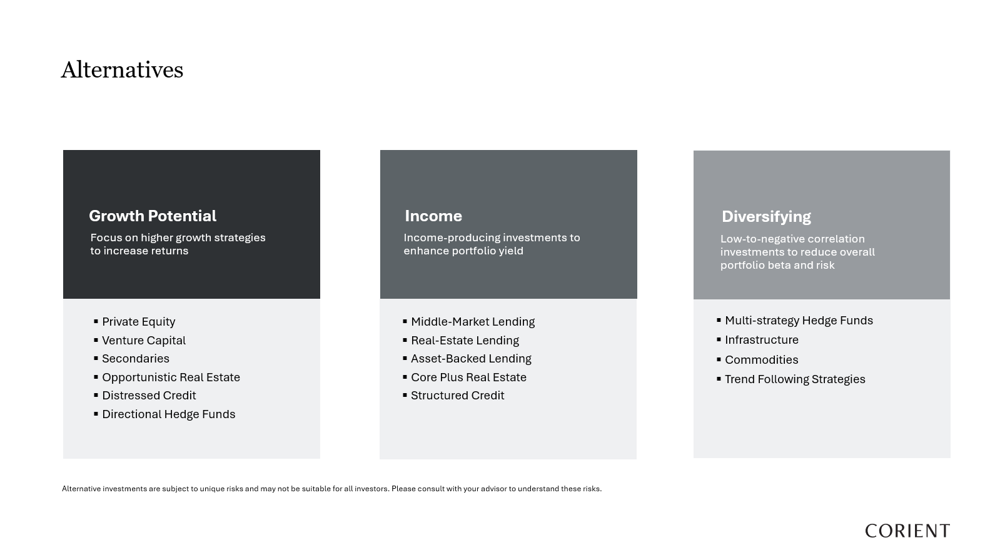 Alternatives
Growth Potential
Focus on higher growth strategies
to increase returns
▪ Private Equity
▪ Venture Capital
▪ Secondaries
▪ Opportunistic Real Estate
▪ Distressed Credit
▪ Directional Hedge Funds
Income
Income-producing investments to
enhance portfolio yield
▪ Middle-Market Lending
▪ Real-Estate Lending
▪ Asset-Backed Lending
▪ Core Plus Real Estate
▪ Structured Credit
Diversifying
Low-to-negative correlation
investments to reduce overall
portfolio beta and risk
▪ Multi-strategy Hedge Funds
▪ Infrastructure
▪ Commodities
▪ Trend Following Strategies
Alternative investments are subject to unique risks and may not be suitable for all investors. Please consult with your advisor to understand these risks.
CORIENT